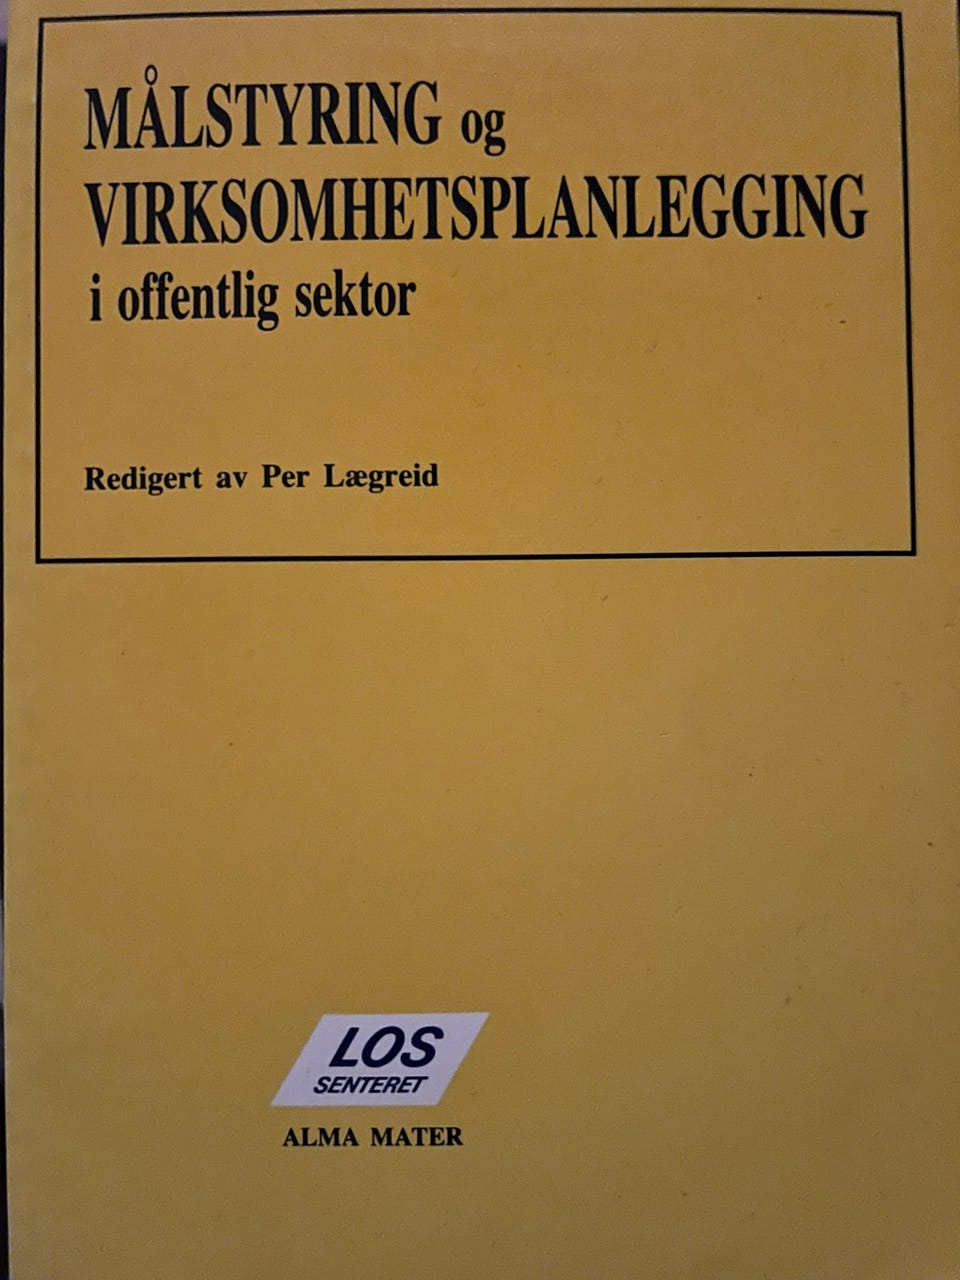 MÅLSTYRING og
VIRKSOMHETSPLANLEGGING
i offentlig sektor
Redigert av Per Lægreid
LOS
SENTERET
ALMA MATER